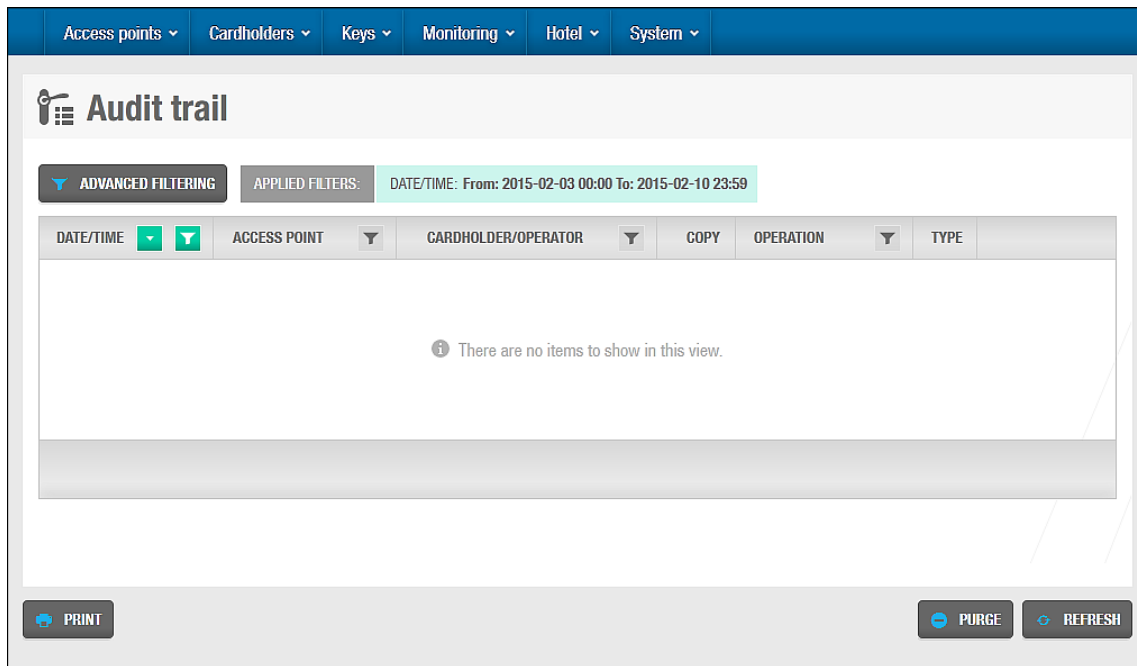 Access points Cardholders Keys Monitoring Hotel System
Audit trail
ADVANCED FILTERING APPLIED FILTERS: DATE/TIME: From: 2015-02-03 00:00 To: 2015-02-10 23:59
DATE/TIME ACCESS POINT CARDHOLDER/OPERATOR COPY OPERATION TYPE
There are no items to show in this view.
PRINT PURGE REFRESH